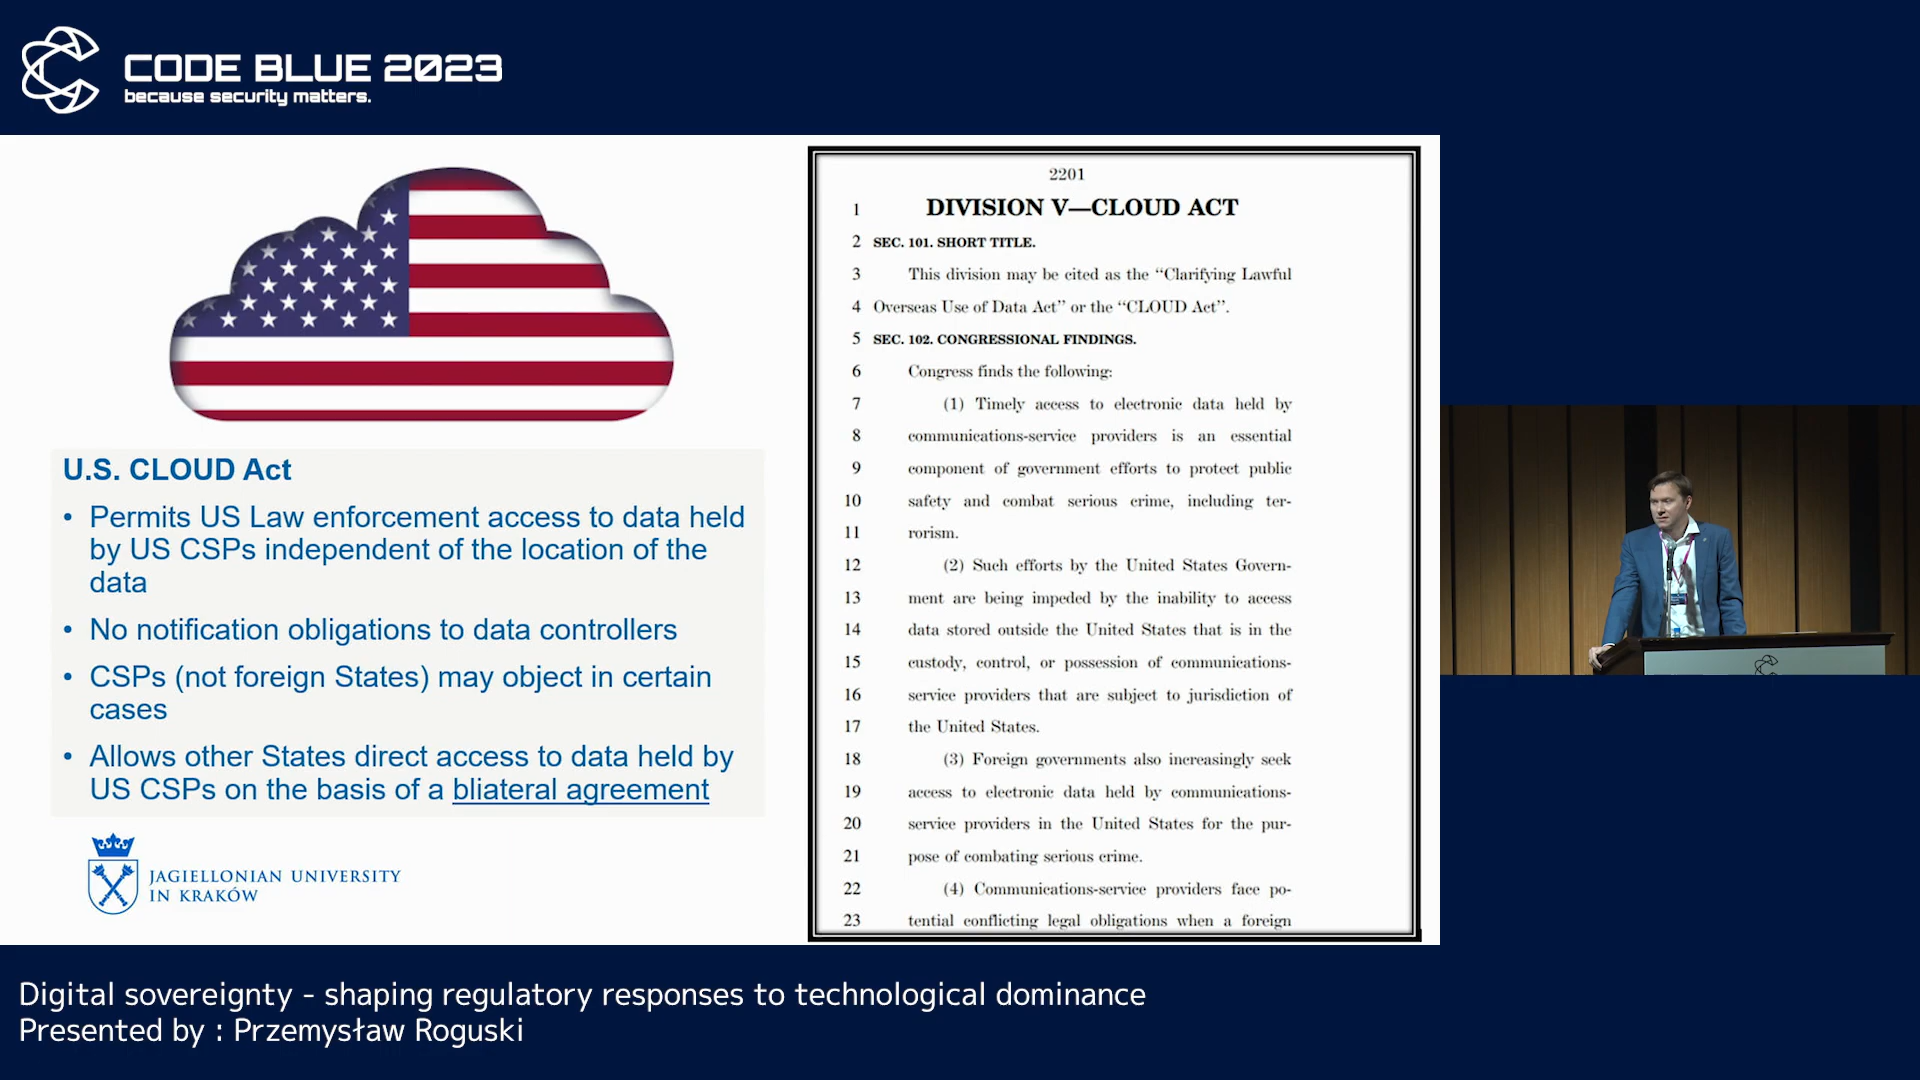 CODE BLUE 2023
because security matters.
U.S. CLOUD Act
• Permits US Law enforcement access to data held
by US CSPs independent of the location of the
data
• No notification obligations to data controllers
• CSPs (not foreign States) may object in certain
cases
• Allows other States direct access to data held by
US CSPs on the basis of a bliateral agreement
JAGIELLONIAN UNIVERSITY
IN KRAKÓW
2201
1 DIVISION V—CLOUD ACT
2 SEC. 101. SHORT TITLE.
3 This division may be cited as the “Clarifying Lawful
4 Overseas Use of Data Act” or the “CLOUD Act”.
5 SEC. 102. CONGRESSIONAL FINDINGS.
6 Congress finds the following:
7 (1) Timely access to electronic data held by
8 communications-service providers is an essential
9 component of government efforts to protect public
10 safety and combat serious crime, including ter-
11 rorism.
12 (2) Such efforts by the United States Govern-
13 ment are being impeded by the inability to access
14 data stored outside the United States that is in the
15 custody, control, or possession of communications-
16 service providers that are subject to jurisdiction of
17 the United States.
18 (3) Foreign governments also increasingly seek
19 access to electronic data held by communications-
20 service providers in the United States for the pur-
21 pose of combating serious crime.
22 (4) Communications-service providers face po-
23 tential conflicting legal obligations when a foreign
Digital sovereignty - shaping regulatory responses to technological dominance
Presented by : Przemysław Roguski